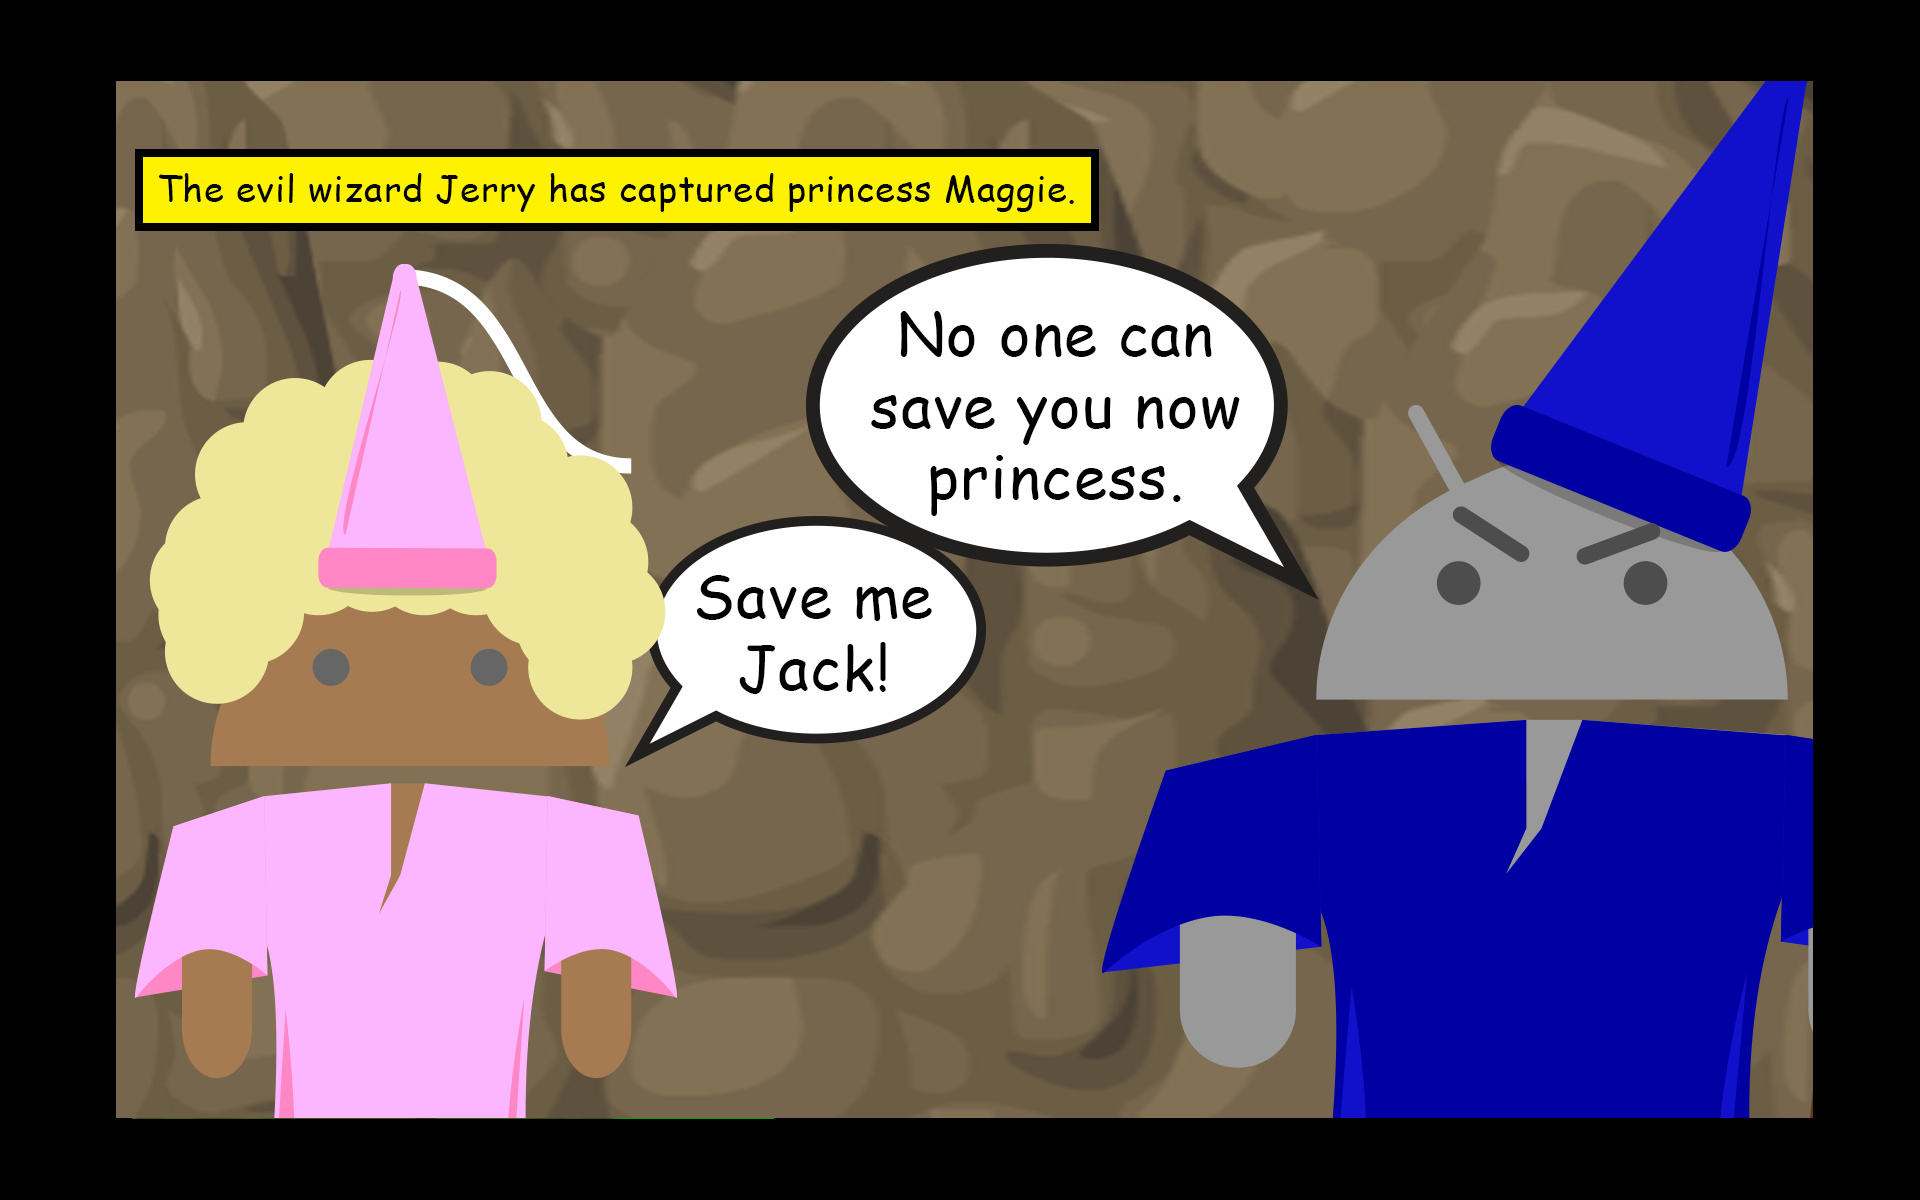 The evil wizard Jerry has captured princess Maggie.
No one can
save you now
princess.
Save me
Jack!